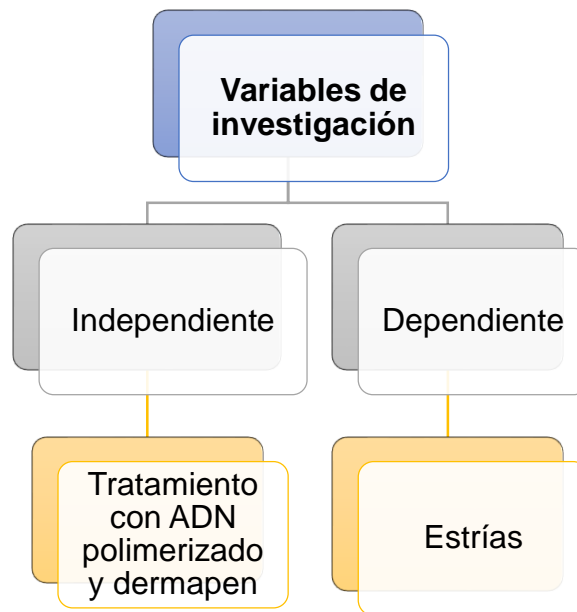 Variables de
investigación
Independiente
Dependiente
Tratamiento
con ADN
polimerizado
y dermapen
Estrías